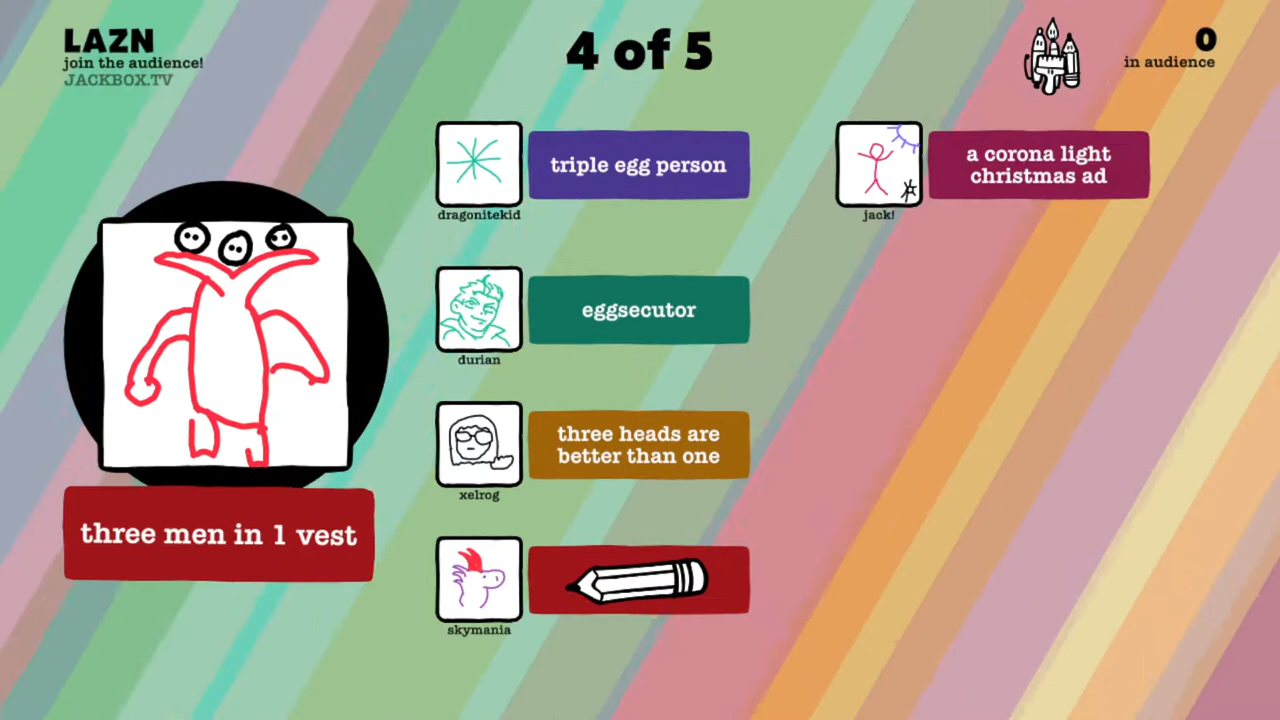 LAZN
join the audience!
JACKBOX.TV
4 of 5
0
in audience
three men in 1 vest
triple egg person
dragonitekid
eggsecutor
durian
three heads are
better than one
xelrog
skymania
a corona light
christmas ad
jack!